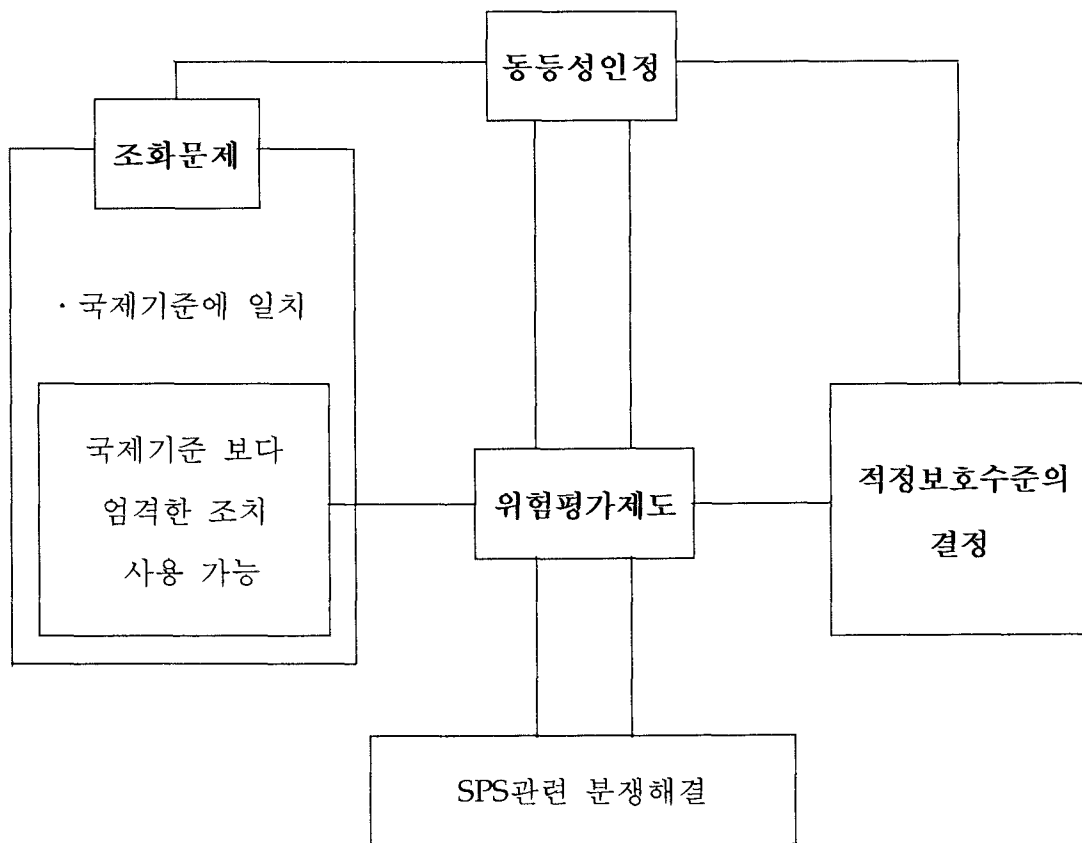 동등성인정
조화문제
· 국제기준에 일치
국제기준 보다
엄격한 조치
사용 가능
위험평가제도
적정보호수준의
결정
SPS관련 분쟁해결